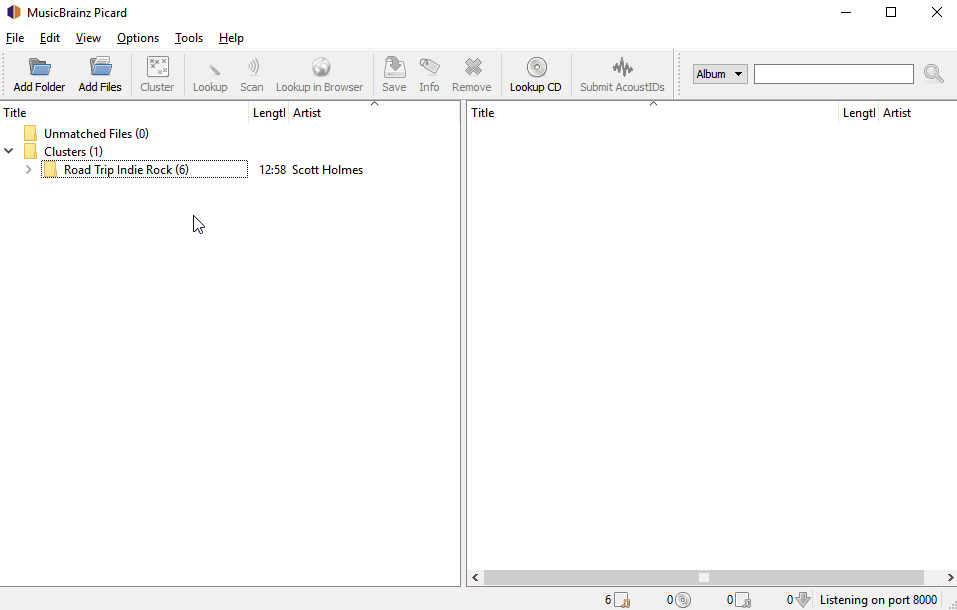 MusicBrainz Picard
File Edit View Options Tools Help
Add Folder Add Files Cluster Lookup Scan Lookup in Browser Save Info Remove Lookup CD Submit AcoustIDs Album
Title Lengtl Artist Title Lengtl Artist
Unmatched Files (0)
Clusters (1)
Road Trip Indie Rock (6) 12:58 Scott Holmes
6 0 0 0 Listening on port 8000